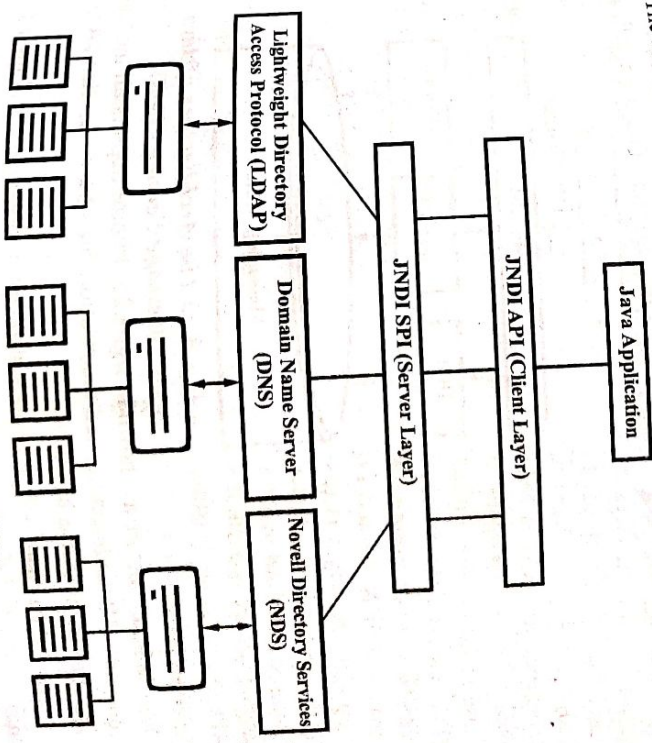 Java Application
JNDI API (Client Layer)
JNDI SPI (Server Layer)
Lightweight Directory
Access Protocol (LDAP)
Domain Name Server
(DNS)
Novell Directory Services
(NDS)